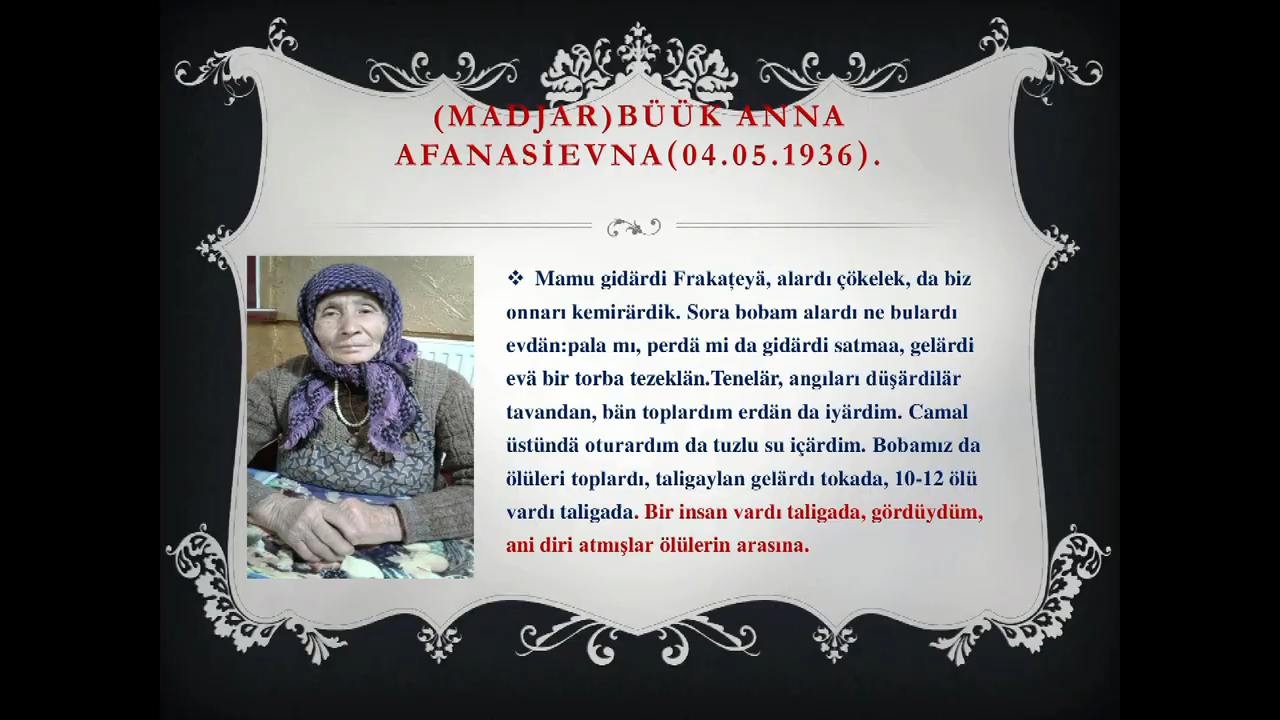 (MADJAR)BÜÜK ANNA
AFANASİEVNA(04.05.1936).
❖ Mamu gidärdi Frakaţeyä, alardı çökelek, da biz
onnarı kemirärdik. Sora bobam alardı ne bulardı
evdän:pala mı, perdä mi da gidärdi satmaa, gelärdi
evä bir torba tezeklän.Tenelär, angıları düşärdilär
tavandan, bän toplardım erdän da iyärdim. Camal
üstündä oturardım da tuzlu su içärdim. Bobamız da
ölüleri toplardı, taligaylan gelärdı tokada, 10-12 ölü
vardı taligada. Bir insan vardı taligada, gördüydüm,
ani diri atmışlar ölülerin arasına.